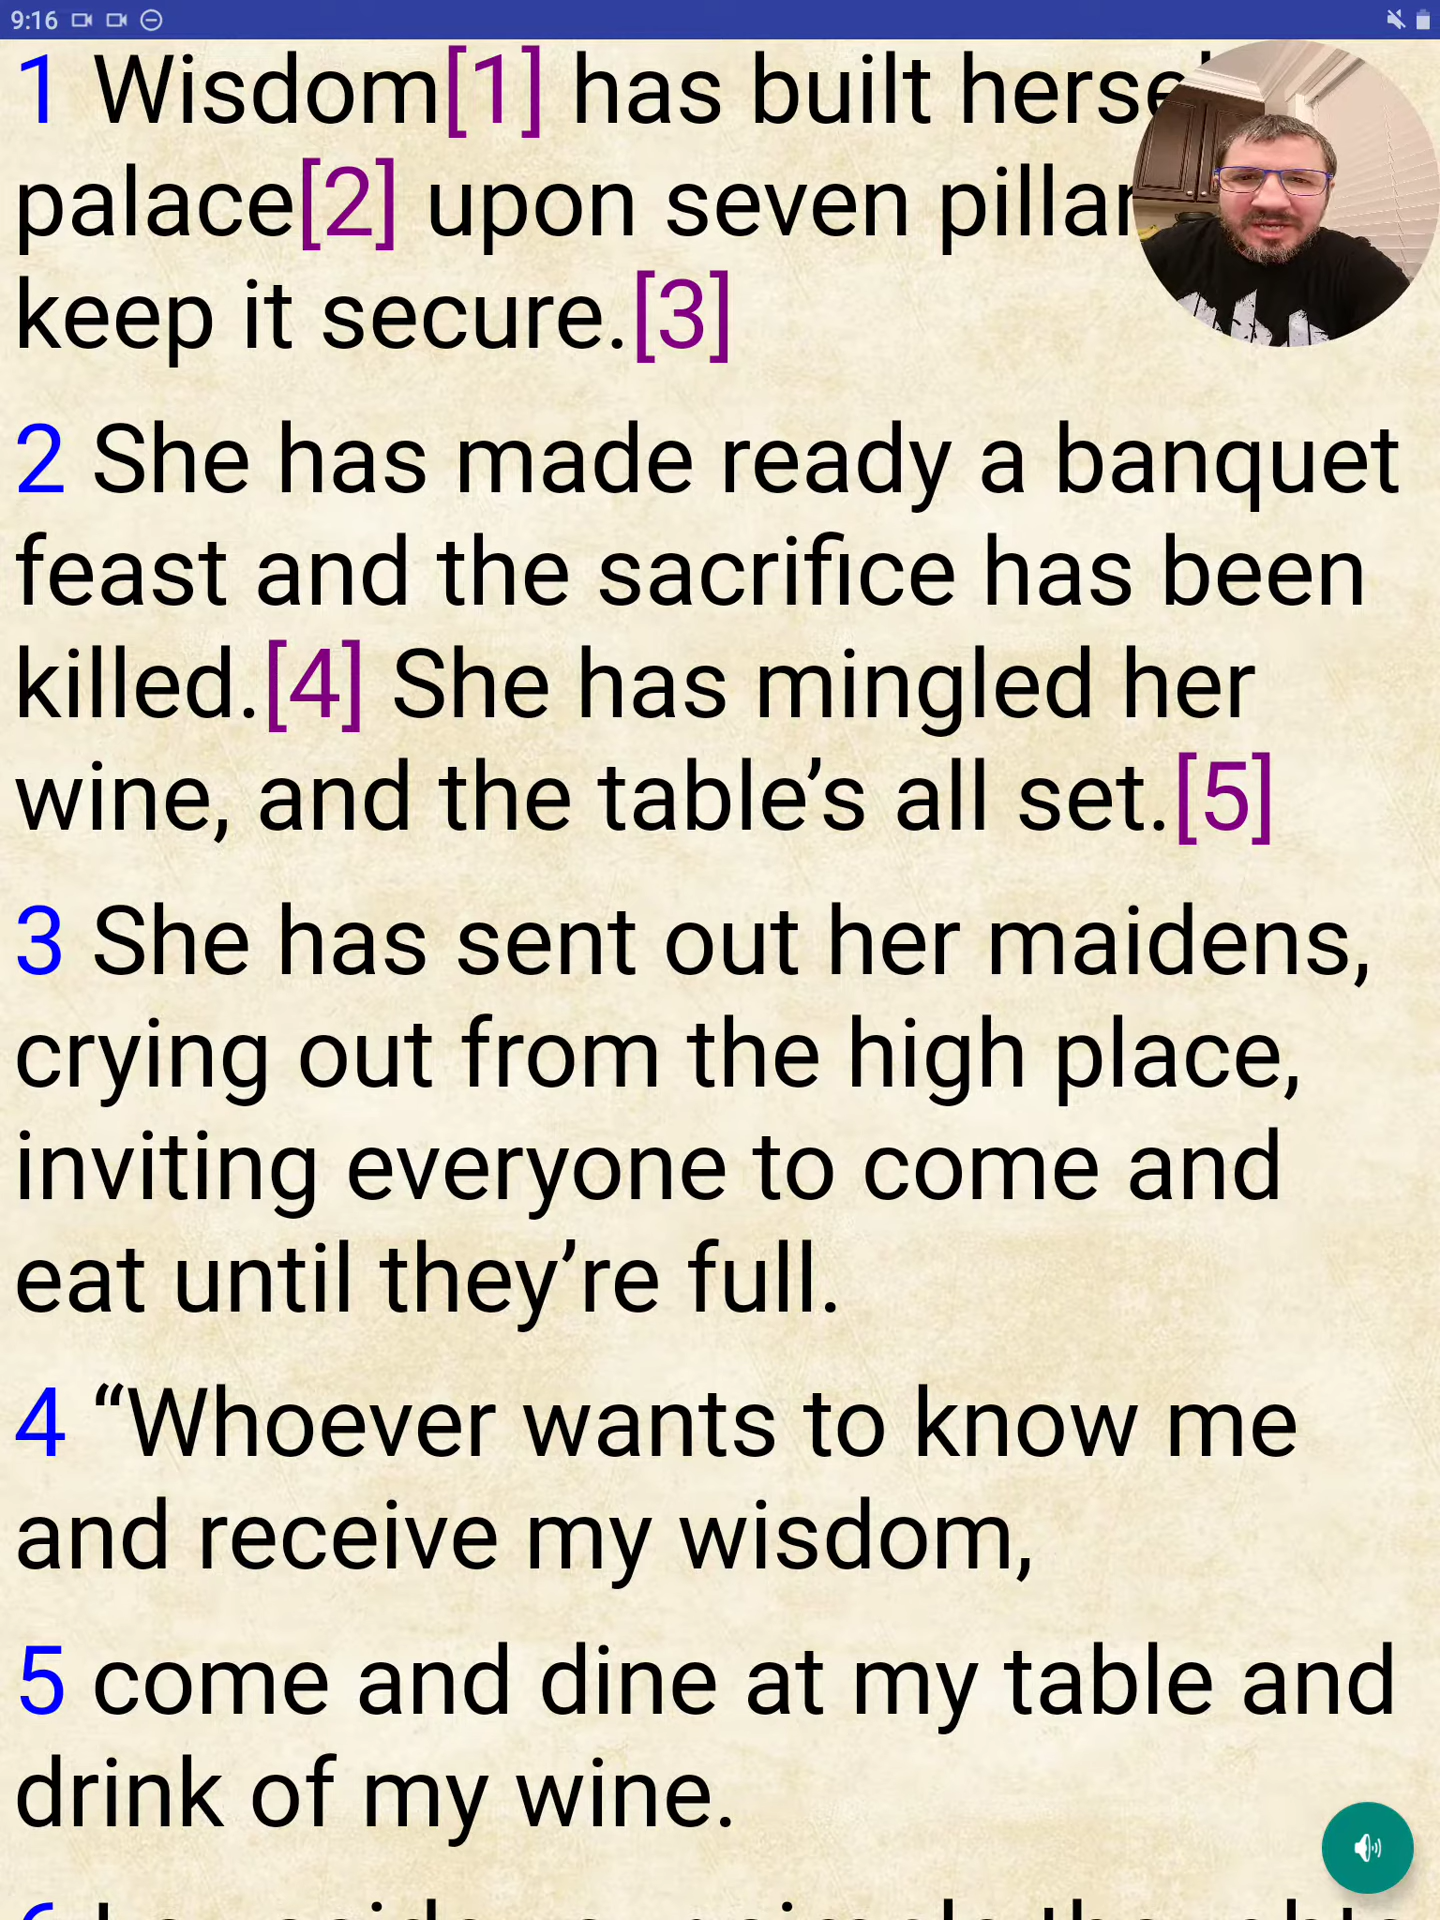 9:16
1 Wisdom[1] has built
palace[2] upon seven
keep it secure.[3]
2 She has made ready a banquet
feast and the sacrifice has been
killed.[4] She has mingled her
wine, and the table’s all set.[5]
3 She has sent out her maidens,
crying out from the high place,
inviting everyone to come and
eat until they’re full.
4 “Whoever wants to know me
and receive my wisdom,
5 come and dine at my table and
drink of my wine.